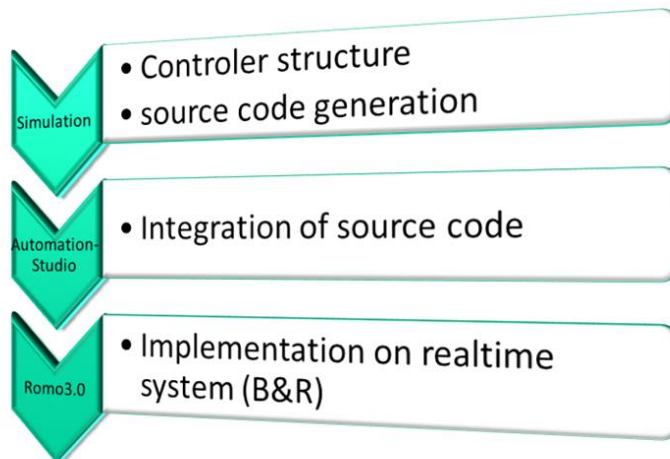 Simulation
• Controler structure
• source code generation
Automation-
Studio
• Integration of source code
Romo3.0
• Implementation on realtime
system (B&R)